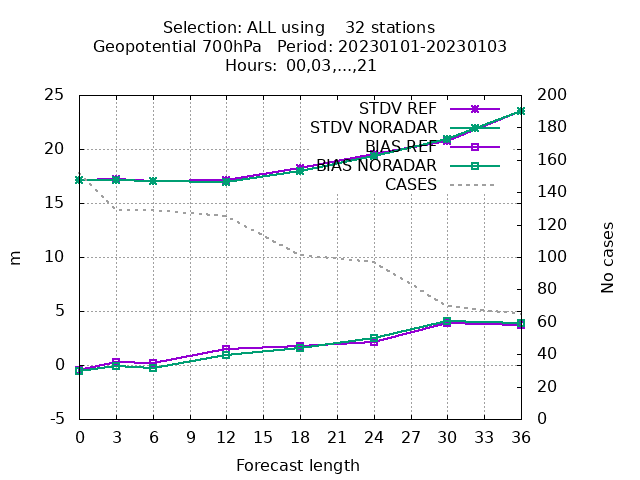 Selection: ALL using    32 stations
Geopotential 700hPa   Period: 20230101-20230103
Hours: 00,03,...,21
25 200
STDV REF
STDV NORADAR 180
20 BIAS REF 160
BIAS NORADAR
CASES 140
15
120
10 100
m No cases
80
5
60
0 40
20
-5 0
0 3 6 9 12 15 18 21 24 27 30 33 36
Forecast length